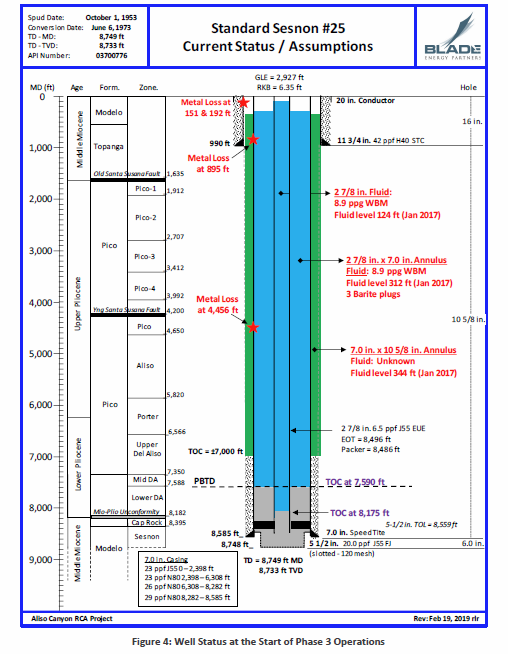 Spud Date: October 1, 1953
Conversion Date: June 6, 1973
TD - MD: 8,749 ft
TD - TVD: 8,733 ft
API Number: 03700776
Standard Sesnon #25
Current Status / Assumptions
BLADE
ENERGY PARTNERS
GLE = 2,927 ft
RKB = 6.35 ft
MD (ft) Age Form. Zone. Hole
0
Metal Loss at
151 & 192 ft
20 in. Conductor
Modelo
16 in.
Middle Miocene
Topanga
990 ft
11 3/4 in. 42 ppf H40 STC
1,000
Metal Loss
at 895 ft
Old Santa Susana Fault 1,635
Pico-1
1,912
2,000
2 7/8 in. Fluid:
8.9 ppg WBM
Fluid level 124 ft (Jan 2017)
Pico-2
2,707
3,000
Pico
Pico-3
2 7/8 in x 7.0 in. Annulus
Fluid: 8.9 ppg WBM
Fluid level 312 ft (Jan 2017)
3 Barite plugs
3,412
Pico-4
3,992
4,000
Upper Pliocene
Yng Santa Susana Fault 4,200
Metal Loss
at 4,456 ft
Pico
4,650
10 5/8 in.
5,000
Aliso
7.0 in. x 10 5/8 in. Annulus
Fluid: Unknown
Fluid level 344 ft (Jan 2017)
5,820
6,000
Pico
Porter
6,566
2 7/8 in. 6.5 ppf J55 EUE
EOT = 8,496 ft
Packer = 8,486 ft
Upper
Del Aliso
TOC = ±7,000 ft
7,000
Lower Pliocene
7,350
Mid DA
7,588
PBTD
TOC at 7,590 ft
Lower DA
8,000
Mio-Plio Unconformity 8,182
TOC at 8,175 ft
Cap Rock 8,395
5-1/2 in. TOL = 8,559 ft
Middle Miocene
Modelo
Sesnon
8,585 ft
7.0 in. Speed Tite
8,748 ft
5 1/2 in. 20.0 ppf J55 FJ
6.0 in.
(slotted - 120 mesh)
9,000
TD = 8,749 ft MD
8,733 ft TVD
7.0 in. Casing
23 ppf J55 0 – 2,398 ft
23 ppf N80 2,398 – 6,308 ft
26 ppf N80 6,308 – 8,282 ft
29 ppf N80 8,282 – 8,585 ft
Aliso Canyon RCA Project
Rev: Feb 19, 2019 rlr
Figure 4: Well Status at the Start of Phase 3 Operations